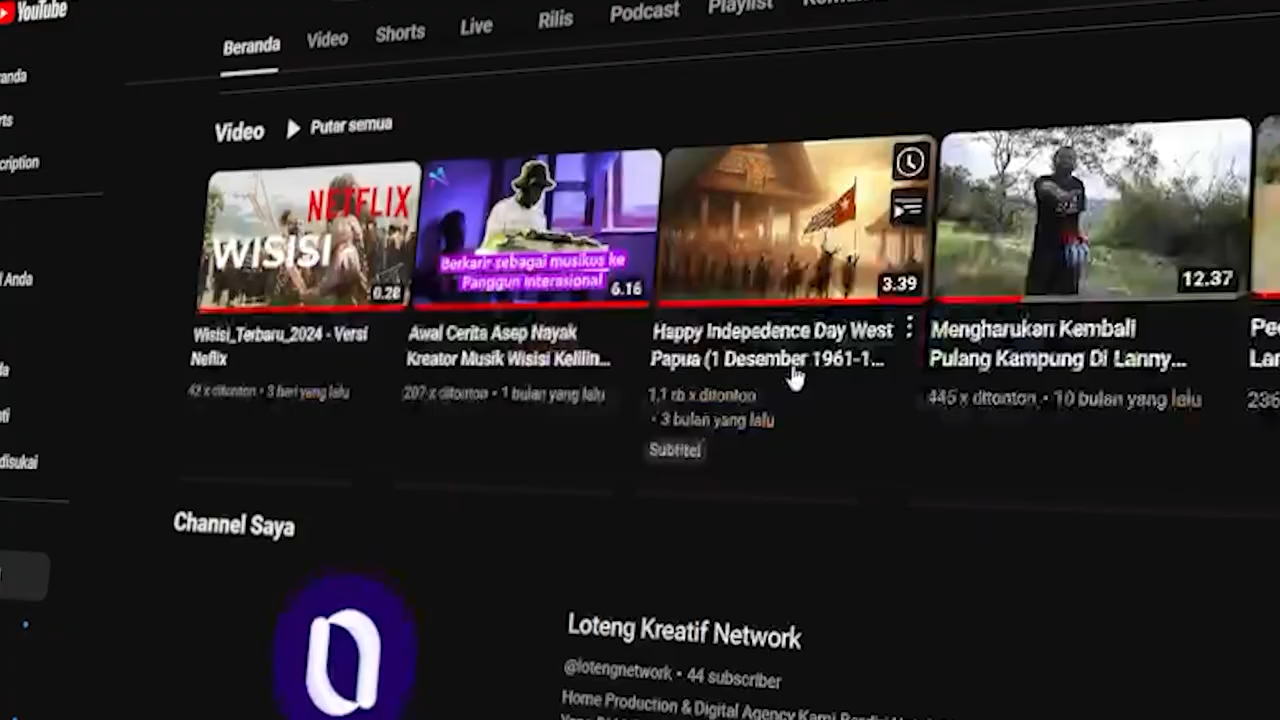 YouTube
Beranda
Video
Shorts
Live
Rilis
Podcast
Playlist
Video
Putar semua
NETFLIX
WISISI
0.28
Berkarir sebagai musikus ke
Panggun Interasional
6.16
3.39
12.37
Wisisi_Terbaru_2024 - Versi
Neflix
42 x ditonton • 3 hari yang lalu
Awal Cerita Asep Nayak
Kreator Musik Wisisi Kelilin...
207 x ditonton • 1 bulan yang lalu
Happy Indepedence Day West
Papua (1 Desember 1961-1...
1,1 rb x ditonton
• 3 bulan yang lalu
Subtitel
Mengharukan Kembali
Pulang Kampung Di Lanny...
445 x ditonton • 10 bulan yang lalu
236
Channel Saya
Loteng Kreatif Network
@lotengnetwork • 44 subscriber
Home Production & Digital Agency Kami